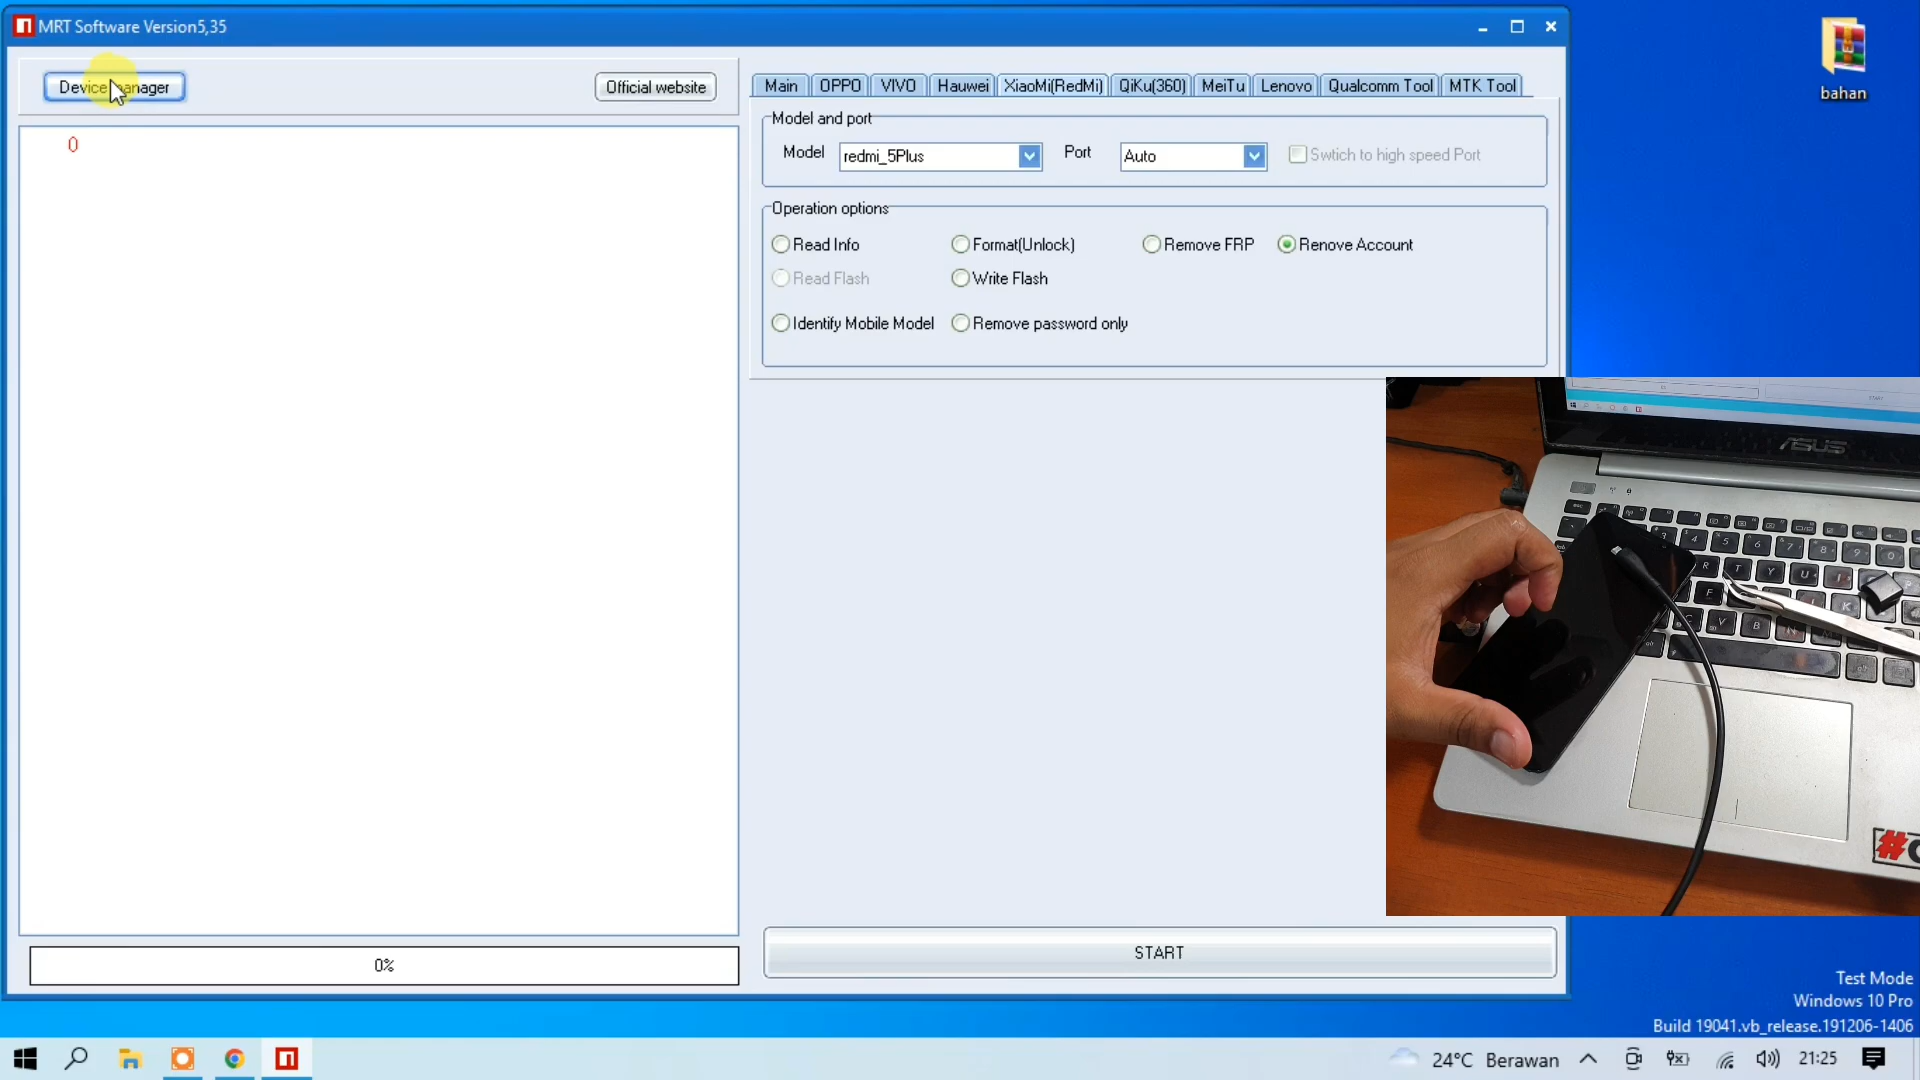 MRT Software Version5,35
bahan
Official website
Main
OPPO
VIVO
Hauwei
XiaoMi(RedMi)
QiKu(360)
MeiTu
Lenovo
Qualcomm Tool
MTK Tool
0
Model and port
Model
redmi_5Plus
Port
Auto
Swtich to high speed Port
Operation options
Read Info
Format(Unlock)
Remove FRP
Renove Account
Read Flash
Write Flash
Identify Mobile Model
Remove password only
ASUS
START
0%
Test Mode
Windows 10 Pro
Build 19041.vb_release.191206-1406
24°C Berawan
21:25